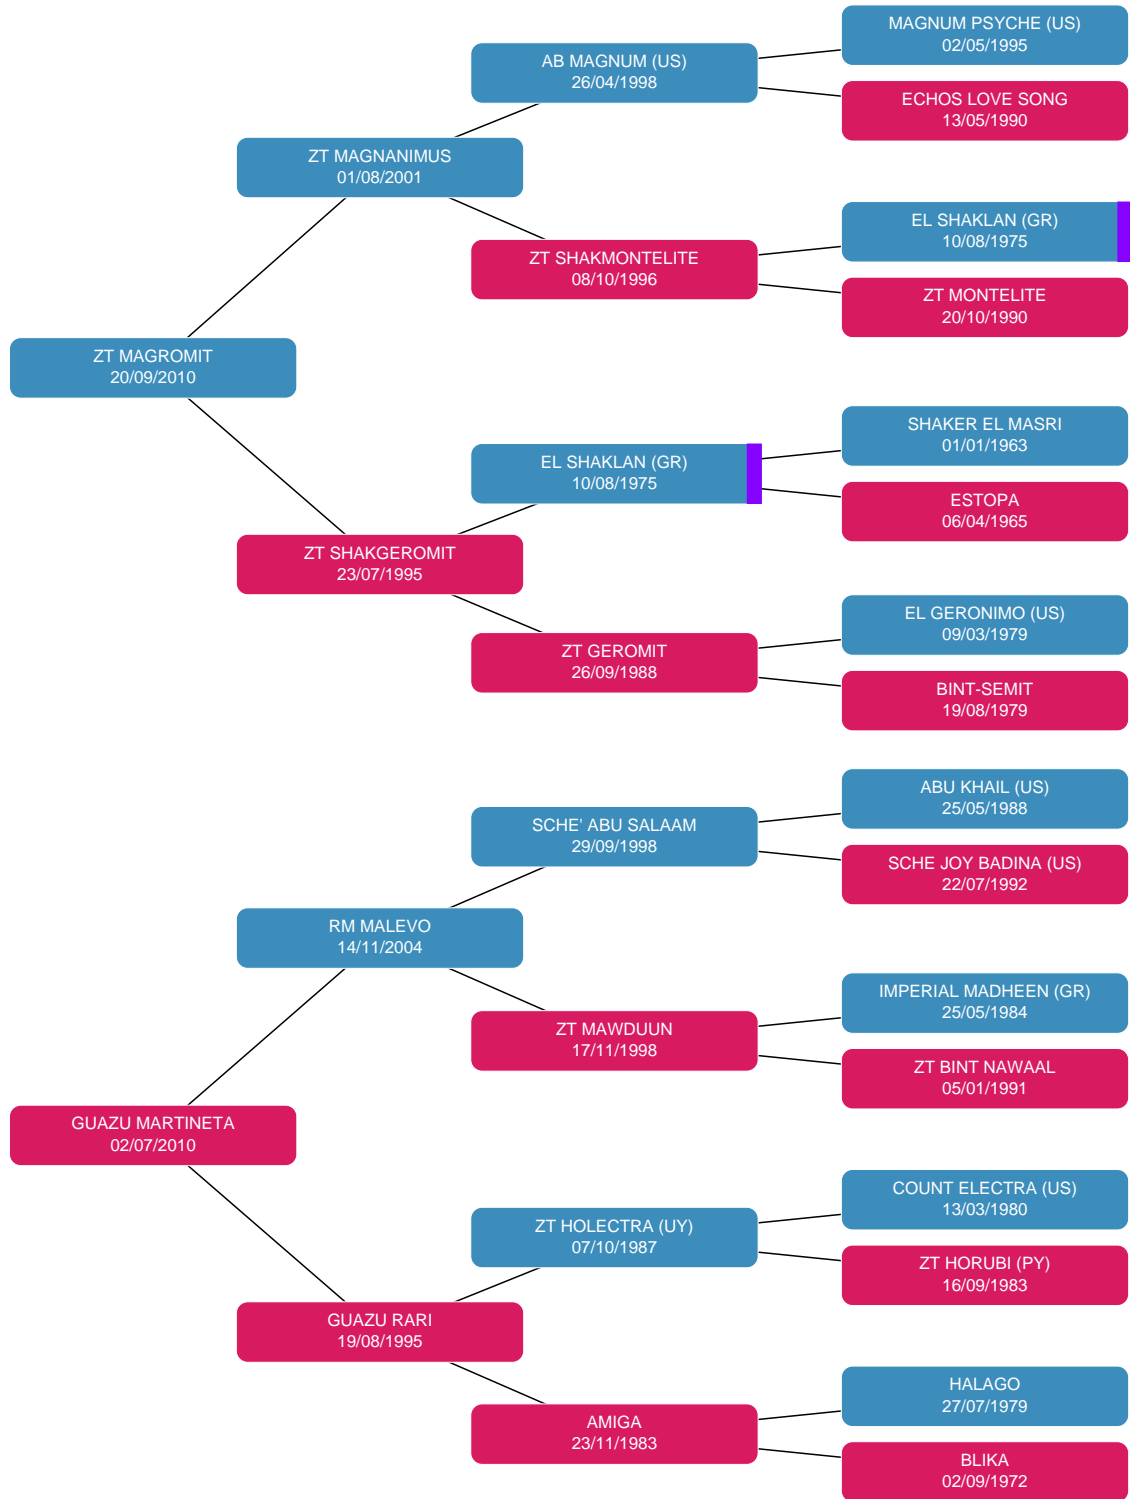 MAGNUM PSYCHE (US)
02/05/1995
AB MAGNUM (US)
26/04/1998
ECHOS LOVE SONG
13/05/1990
ZT MAGNANIMUS
01/08/2001
EL SHAKLAN (GR)
10/08/1975
ZT SHAKMONTELITE
08/10/1996
ZT MONTELITE
20/10/1990
ZT MAGROMIT
20/09/2010
SHAKER EL MASRI
01/01/1963
EL SHAKLAN (GR)
10/08/1975
ESTOPA
06/04/1965
ZT SHAKGEROMIT
23/07/1995
EL GERONIMO (US)
09/03/1979
ZT GEROMIT
26/09/1988
BINT-SEMIT
19/08/1979
ABU KHAIL (US)
25/05/1988
SCHE' ABU SALAAM
29/09/1998
SCHE JOY BADINA (US)
22/07/1992
RM MALEVO
14/11/2004
IMPERIAL MADHEEN (GR)
25/05/1984
ZT MAWDUUN
17/11/1998
ZT BINT NAWAAL
05/01/1991
GUAZU MARTINETA
02/07/2010
COUNT ELECTRA (US)
13/03/1980
ZT HOLECTRA (UY)
07/10/1987
ZT HORUBI (PY)
16/09/1983
GUAZU RARI
19/08/1995
HALAGO
27/07/1979
AMIGA
23/11/1983
BLIKA
02/09/1972